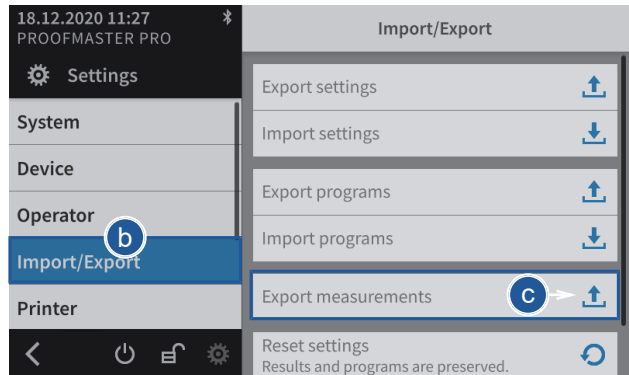 18.12.2020 11:27
PROOFMASTER PRO
Settings
System
Device
Operator
b
Import/Export
Printer
Import/Export
Export settings
Import settings
Export programs
Import programs
Export measurements
c
Reset settings
Results and programs are preserved.